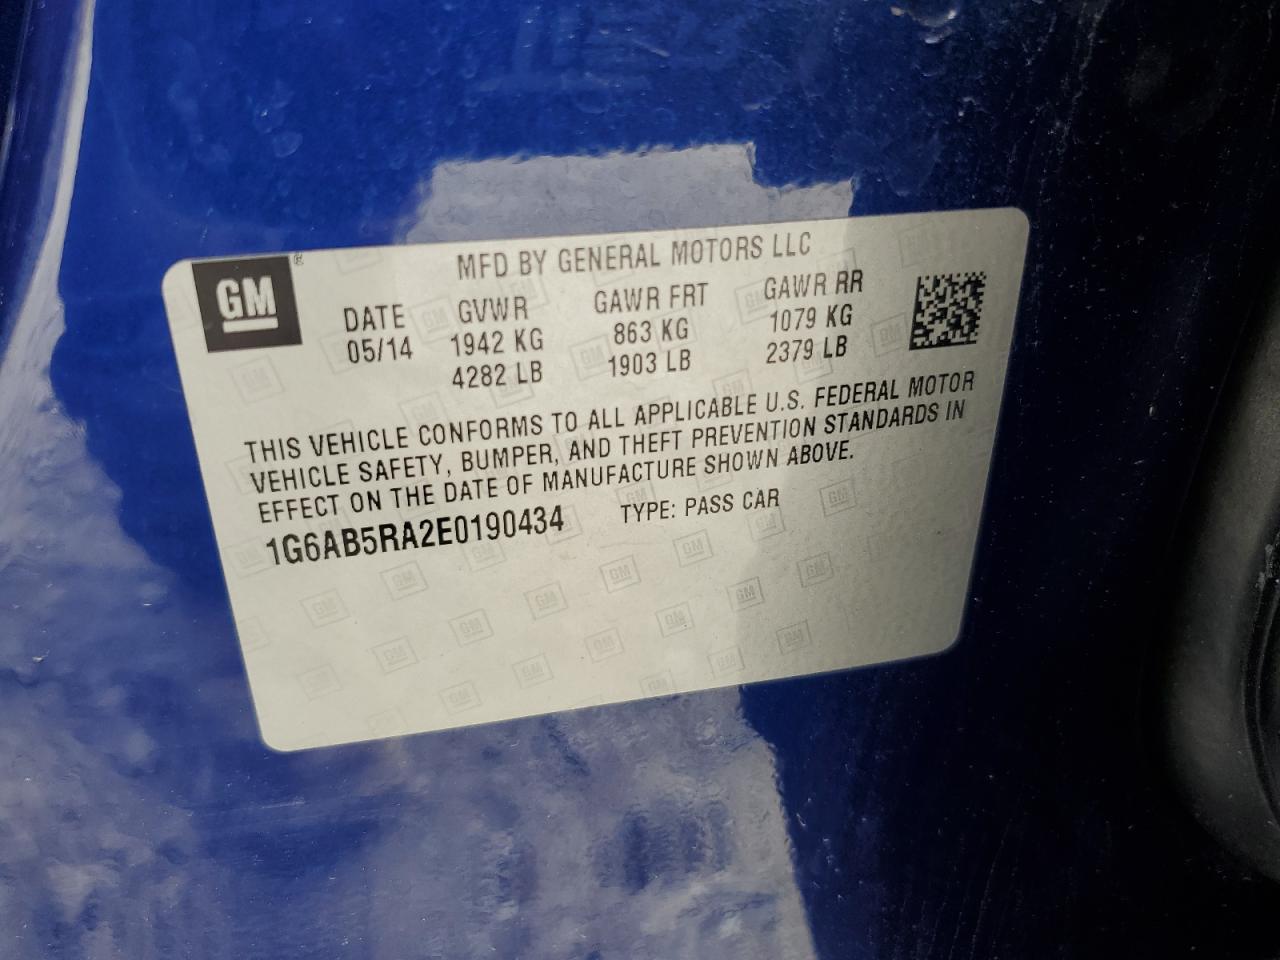 GM®
MFD BY GENERAL MOTORS LLC
DATE GVWR GAWR FRT GAWR RR
05/14 1942 KG 863 KG 1079 KG
4282 LB 1903 LB 2379 LB
THIS VEHICLE CONFORMS TO ALL APPLICABLE U.S. FEDERAL MOTOR
VEHICLE SAFETY, BUMPER, AND THEFT PREVENTION STANDARDS IN
EFFECT ON THE DATE OF MANUFACTURE SHOWN ABOVE.
1G6AB5RA2E0190434 TYPE: PASS CAR